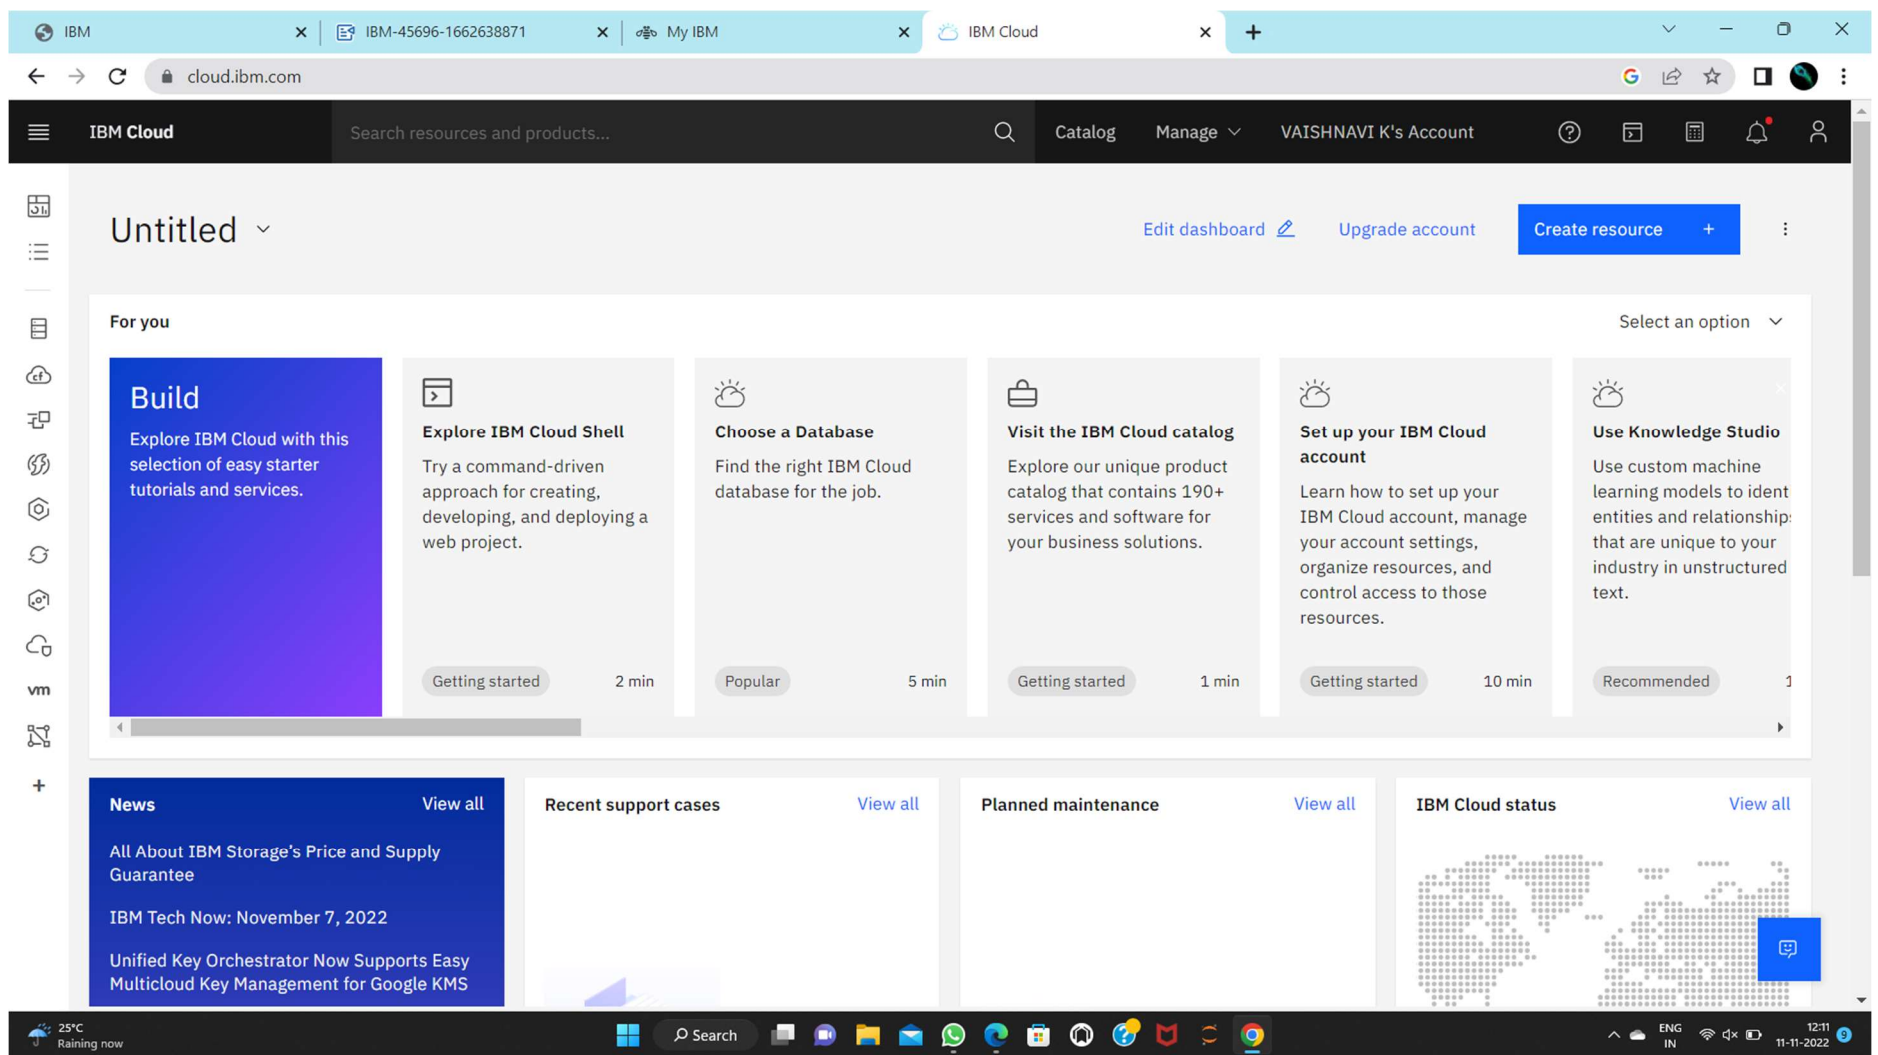 IBM
IBM-45696-1662638871
My IBM
IBM Cloud
cloud.ibm.com
IBM Cloud
Search resources and products...
Catalog
Manage
VAISHNAVI K's Account
Untitled
Edit dashboard
Upgrade account
Create resource +
For you
Select an option
Build
Explore IBM Cloud with this
selection of easy starter
tutorials and services.
Explore IBM Cloud Shell
Try a command-driven
approach for creating,
developing, and deploying a
web project.
Getting started
2 min
Choose a Database
Find the right IBM Cloud
database for the job.
Popular
5 min
Visit the IBM Cloud catalog
Explore our unique product
catalog that contains 190+
services and software for
your business solutions.
Getting started
1 min
Set up your IBM Cloud
account
Learn how to set up your
IBM Cloud account, manage
your account settings,
organize resources, and
control access to those
resources.
Getting started
10 min
Use Knowledge Studio
Use custom machine
learning models to ident
entities and relationship
that are unique to your
industry in unstructured
text.
Recommended
1
cf
vm
News
View all
All About IBM Storage's Price and Supply
Guarantee
IBM Tech Now: November 7, 2022
Unified Key Orchestrator Now Supports Easy
Multicloud Key Management for Google KMS
Recent support cases
View all
Planned maintenance
View all
IBM Cloud status
View all
25°C
Raining now
Search
ENG
IN
12:11
11-11-2022
9